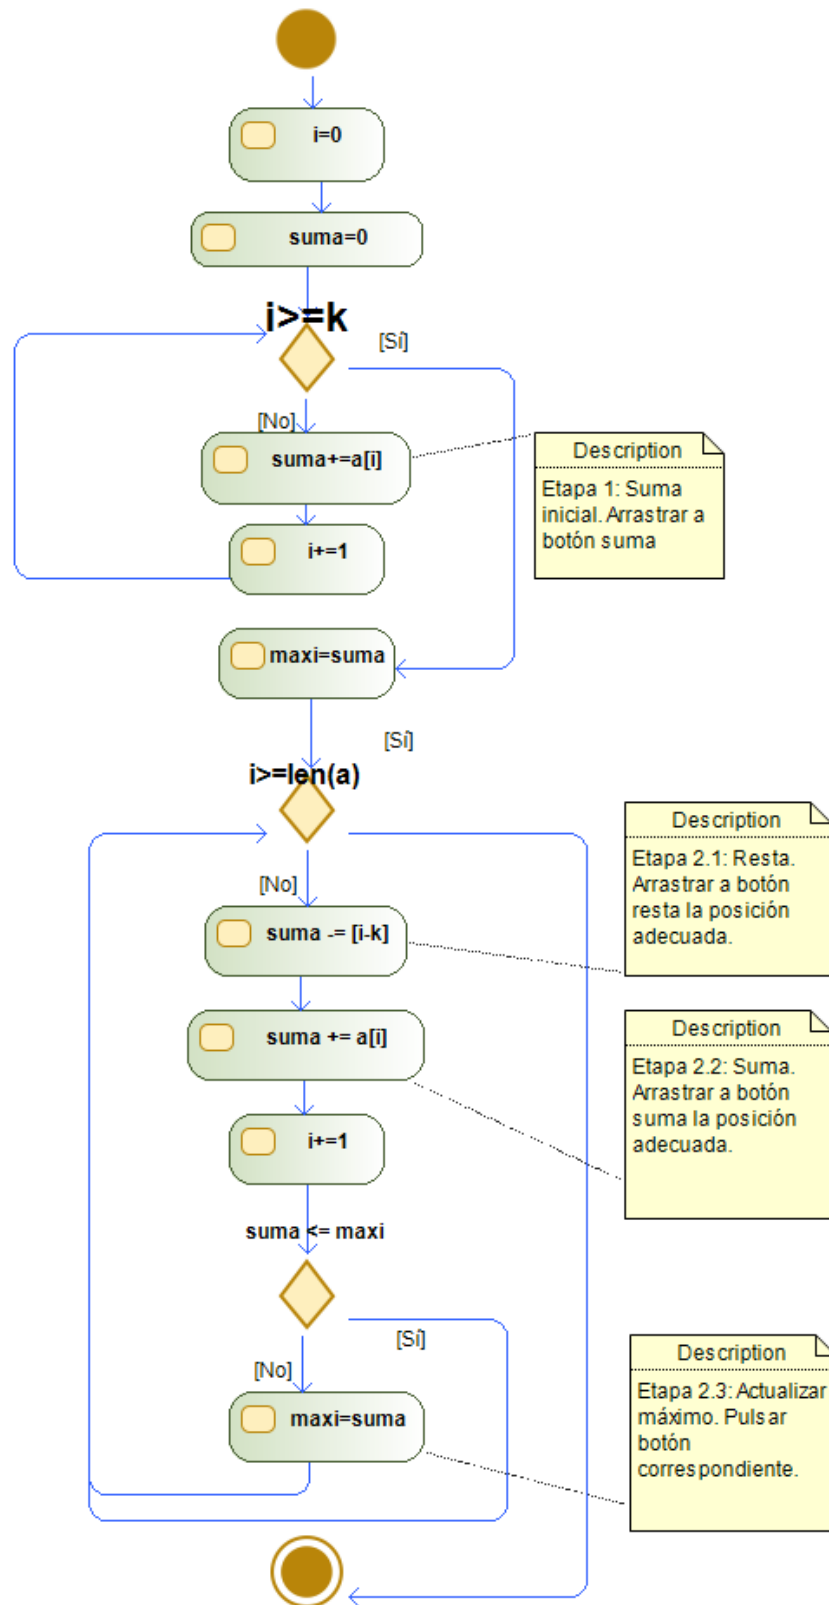 i=0
suma=0
i>=k
[Sí]
[No]
suma+=a[i]
Description
Etapa 1: Suma
inicial. Arrastrar a
botón suma
i+=1
maxi=suma
[Sí]
i>=len(a)
Description
Etapa 2.1: Resta.
Arrastrar a botón
resta la posición
adecuada.
[No]
suma -= [i-k]
Description
Etapa 2.2: Suma.
Arrastrar a botón
suma la posición
adecuada.
suma += a[i]
i+=1
suma <= maxi
[Sí]
[No]
Description
Etapa 2.3: Actualizar
máximo. Pulsar
botón
correspondiente.
maxi=suma